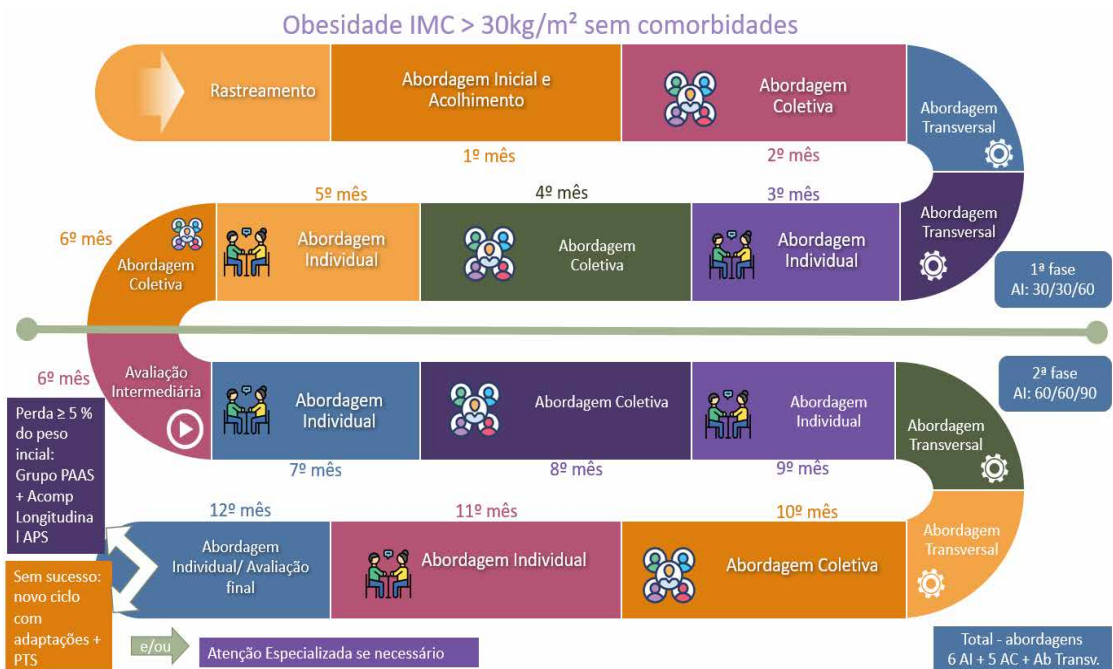 Obesidade IMC > 30kg/m² sem comorbidades
Rastreamento
Abordagem Inicial e
Acolhimento
Abordagem
Coletiva
Abordagem
Transversal
1º mês
2º mês
5º mês
4º mês
3º mês
6º mês
Abordagem
Coletiva
Abordagem
Individual
Abordagem
Coletiva
Abordagem
Individual
Abordagem
Transversal
1ª fase
AI: 30/30/60
6º mês
Avaliação
Intermediária
Abordagem
Individual
Abordagem Coletiva
Abordagem
Individual
Abordagem
Transversal
2ª fase
AI: 60/60/90
7º mês
8º mês
9º mês
Perda ≥ 5 %
do peso
incial:
Grupo PAAS
+ Acomp
Longitudina
l APS
12º mês
11º mês
10º mês
Abordagem
Individual/ Avaliação
final
Abordagem Individual
Abordagem Coletiva
Abordagem
Transversal
Sem sucesso:
novo ciclo
com
adaptações +
PTS
e/ou
Atenção Especializada se necessário
Total - abordagens
6 AI + 5 AC + Ab Transv.